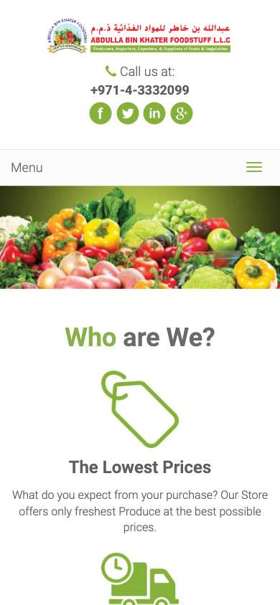 عبدالله بن خاطر للمواد الغذائية ذ.م.م
ABDULLA BIN KHATER FOODSTUFF L.L.C
Call us at:
+971-4-3332099
Menu
Who are We?
The Lowest Prices
What do you expect from your purchase? Our Store
offers only freshest Produce at the best possible
prices.